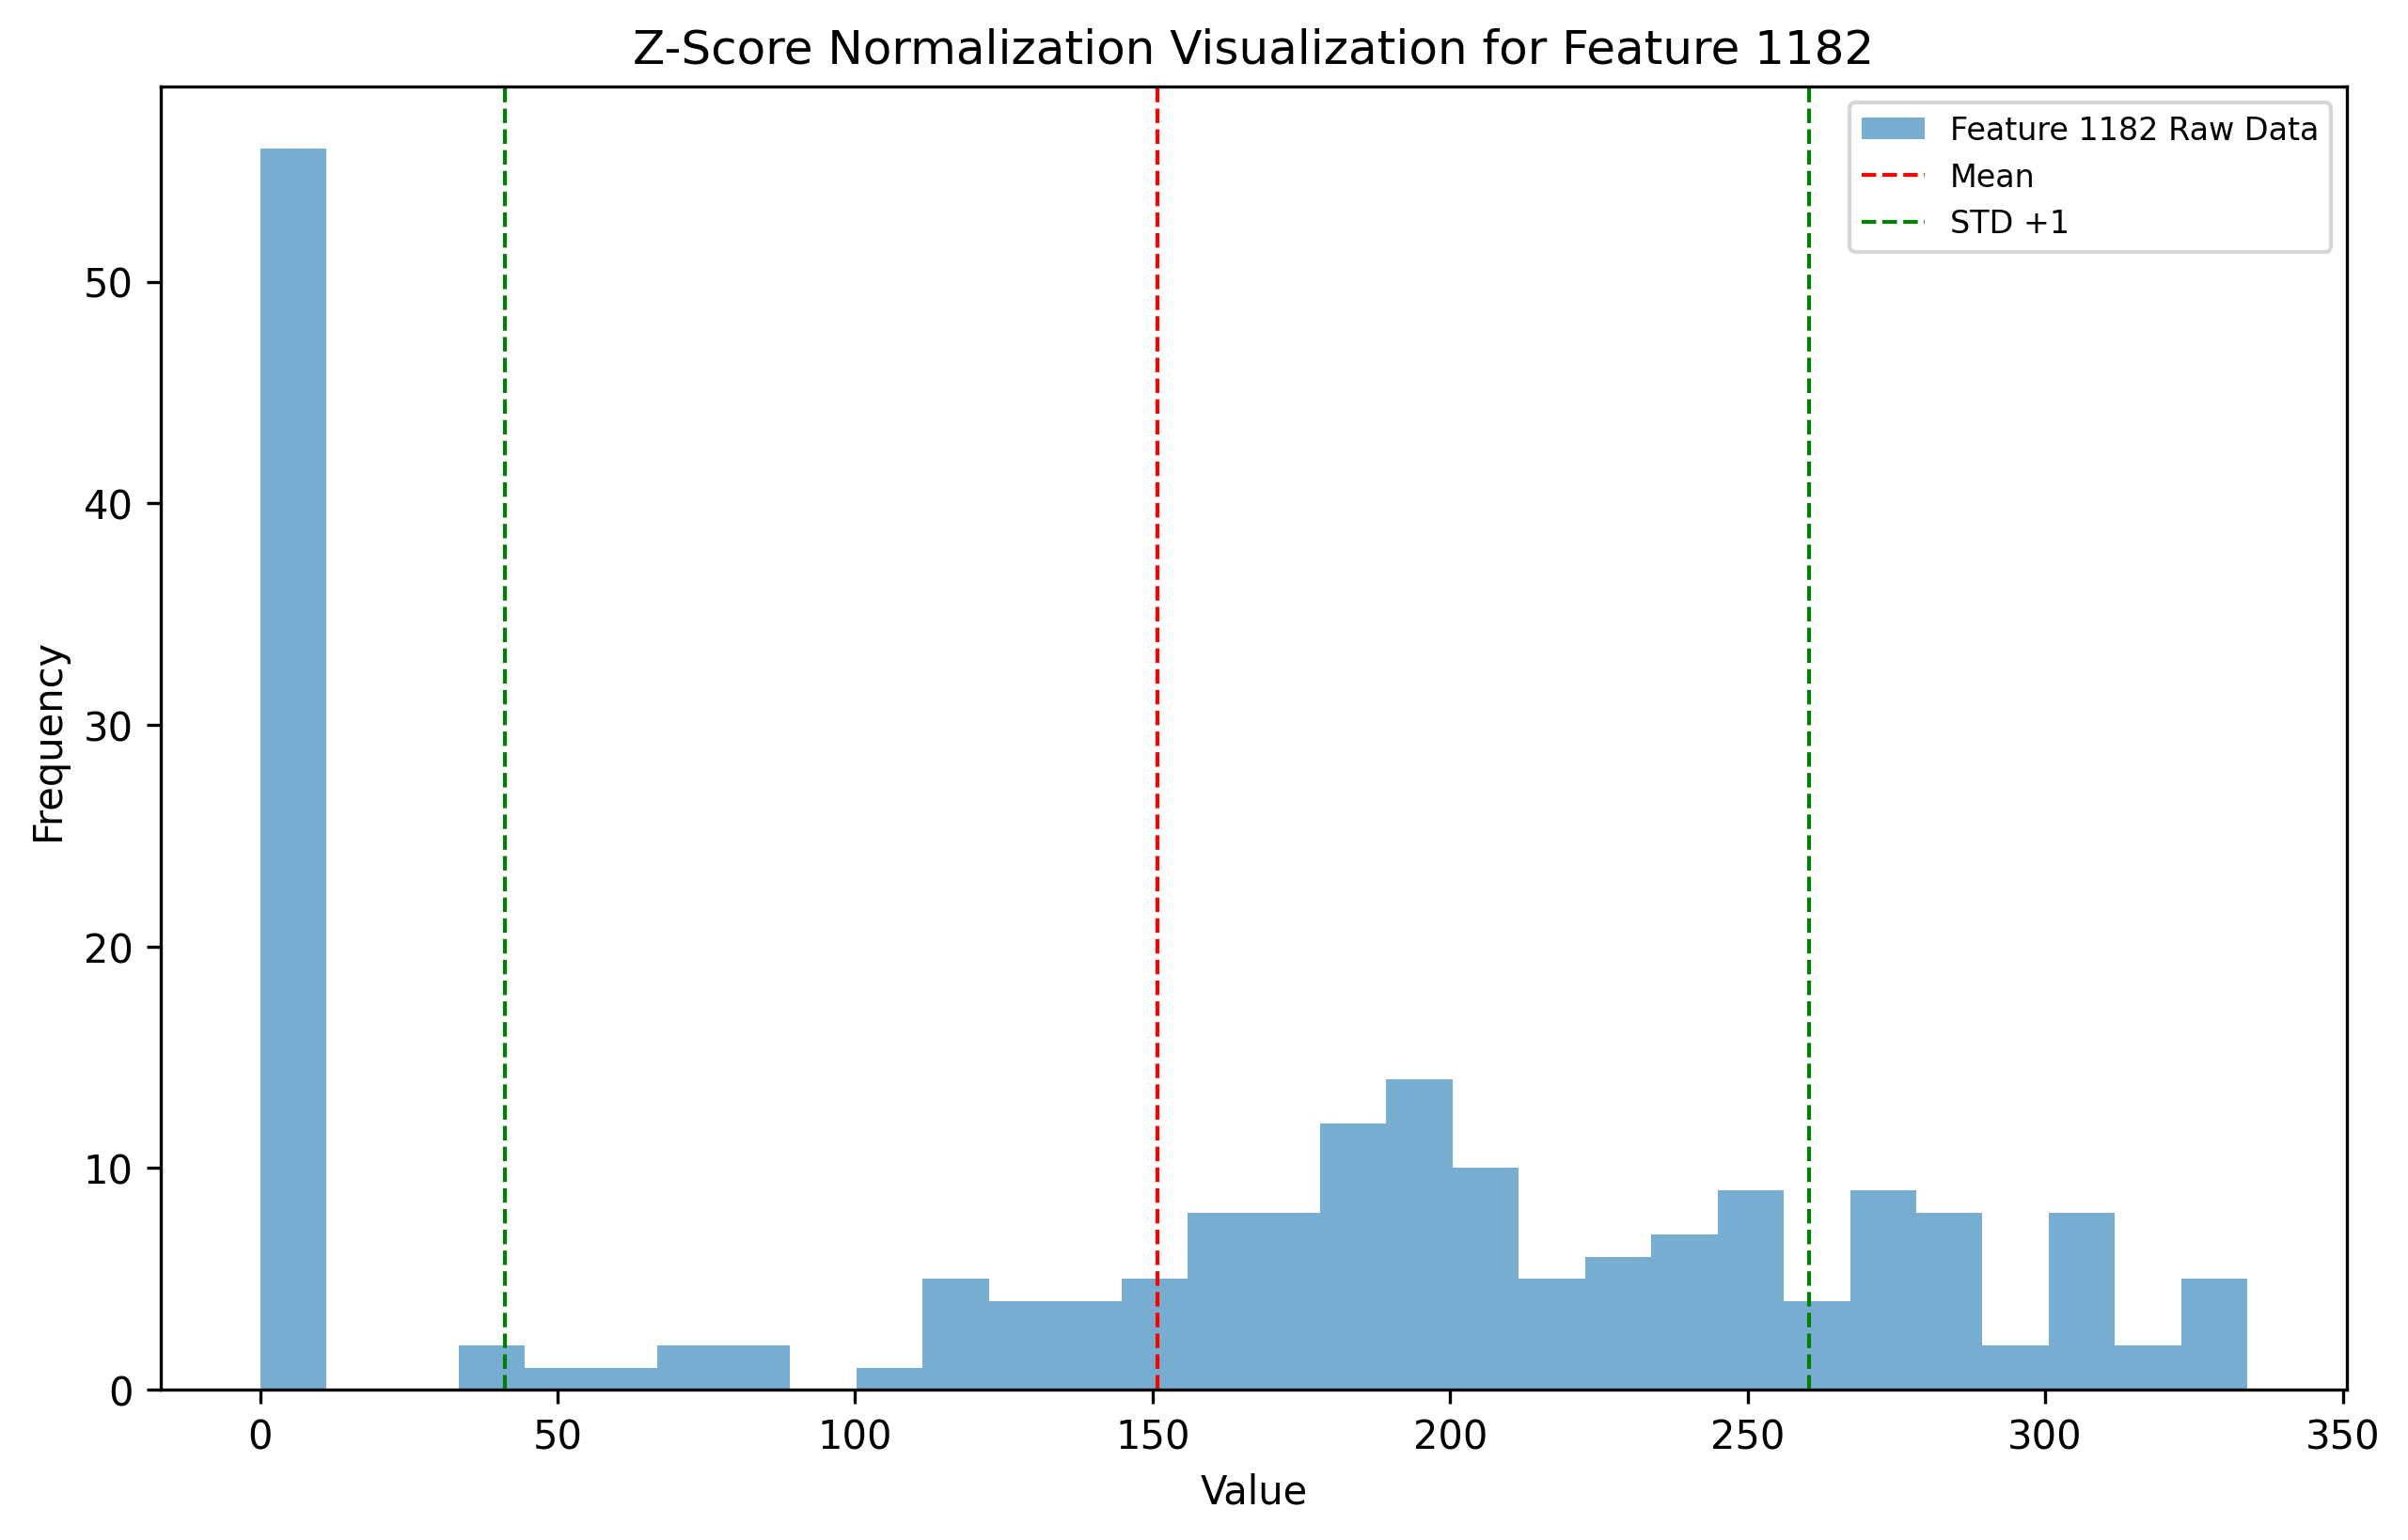 Z-Score Normalization Visualization for Feature 1182
Feature 1182 Raw Data
Mean
STD +1
Frequency
50
40
30
20
10
0
0 50 100 150 200 250 300 350
Value